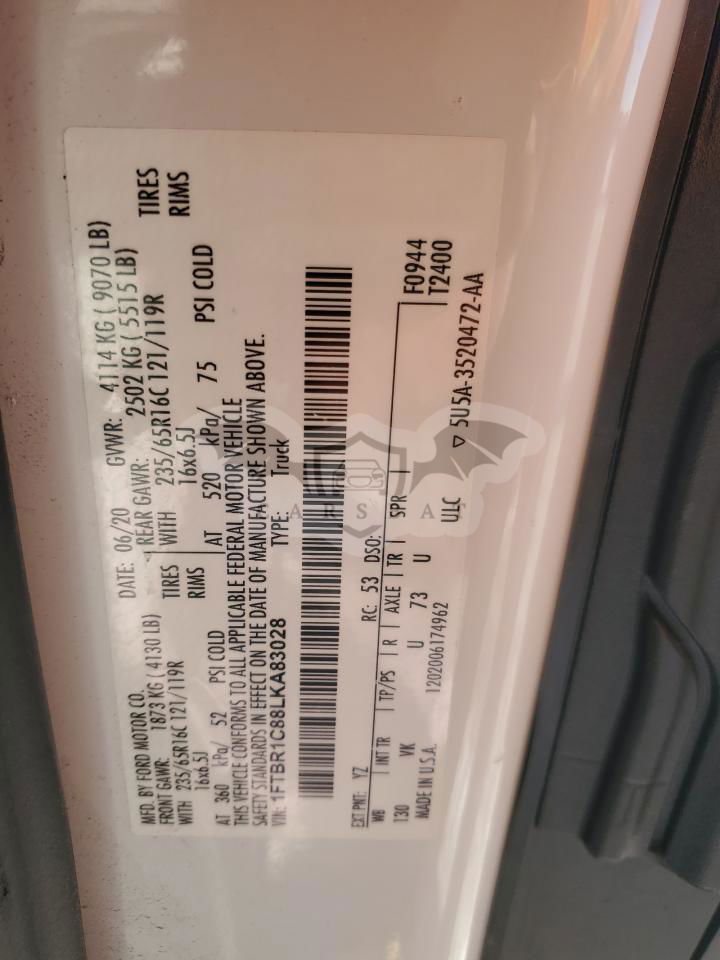 MFD. BY FORD MOTOR CO. DATE: 06/20 GVWR: 4114 KG ( 9070 LB)
FRONT GAWR: 1873 KG ( 4130 LB) REAR GAWR: 2502 KG ( 5515 LB)
WITH 235/65R16C 121/119R TIRES WITH 235/65R16C 121/119R TIRES
16x6.5J RIMS 16x6.5J RIMS
AT 360 kPa/ 52 PSI COLD AT 520 kPa/ 75 PSI COLD
THIS VEHICLE CONFORMS TO ALL APPLICABLE FEDERAL MOTOR VEHICLE
SAFETY STANDARDS IN EFFECT ON THE DATE OF MANUFACTURE SHOWN ABOVE.
VIN: 1FTBR1C88LKA83028 TYPE: Truck
EXT PNT: YZ RC: 53 DSO:
WB INT TR TP/PS R AXLE TR SPR F0944
130 VK U 73 U T2400
MADE IN U.S.A. 1202006174962 ULC ▽ 5U5A-3520472-AA